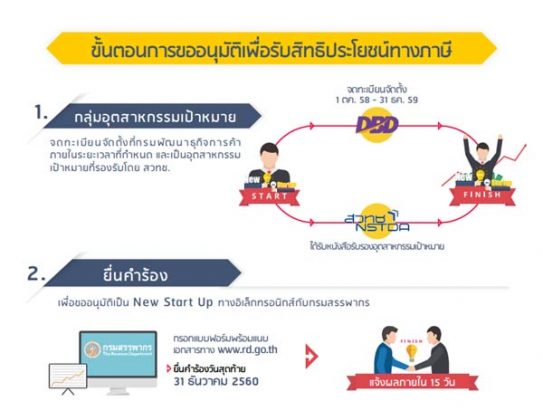 ขั้นตอนการขออนุมัติเพื่อรับสิทธิประโยชน์ทางภาษี
1. กลุ่มอุตสาหกรรมเป้าหมาย
จดทะเบียนจัดตั้งที่กรมพัฒนาธุรกิจการค้า
ภายในระยะเวลาที่กำหนด และเป็นอุตสาหกรรม
เป้าหมายที่รองรับโดย สวทช.
จดทะเบียนจัดตั้ง
1 ตค. 58 - 31 ธค. 59
DBD
New
START
FINISH
สวทช
NSTDA
ได้รับหนังสือรับรองอุตสาหกรรมเป้าหมาย
2. ยื่นคำร้อง
เพื่อขออนุมัติเป็น New Start Up ทางอิเล็กทรอนิกส์กับกรมสรรพากร
กรมสรรพากร
The Revenue Department
กรอกแบบฟอร์มพร้อมแนบ
เอกสารทาง www.rd.go.th
ยื่นคำร้องวันสุดท้าย
31 ธันวาคม 2560
FINISH
แจ้งผลภายใน 15 วัน